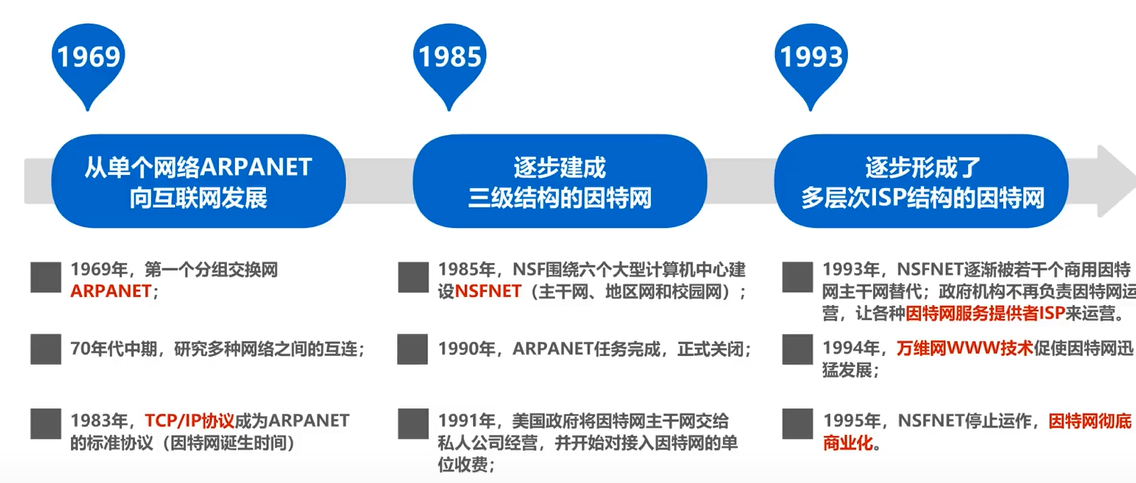 1969
1985
1993
从单个网络ARPANET
向互联网发展
逐步建成
三级结构的因特网
逐步形成了
多层次ISP结构的因特网
1969年，第一个分组交换网
ARPANET；
70年代中期，研究多种网络之间的互连；
1983年，TCP/IP协议成为ARPANET
的标准协议（因特网诞生时间）
1985年，NSF围绕六个大型计算机中心建
设NSFNET（主干网、地区网和校园网）；
1990年，ARPANET任务完成，正式关闭；
1991年，美国政府将因特网主干网交给
私人公司经营，并开始对接入因特网的单
位收费；
1993年，NSFNET逐渐被若干个商用因特
网主干网替代；政府机构不再负责因特网运
营，让各种因特网服务提供者ISP来运营。
1994年，万维网WWW技术促使因特网迅
猛发展；
1995年，NSFNET停止运作，因特网彻底
商业化。